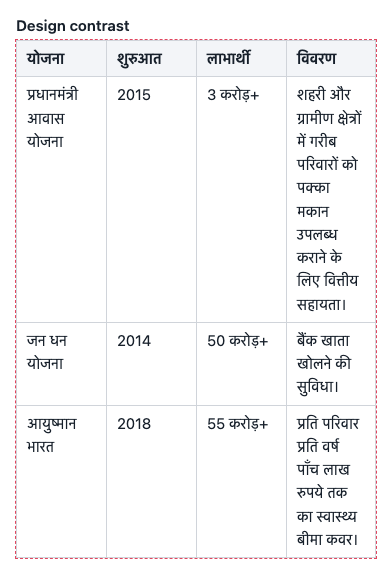 Design contrast
योजना शुरुआत लाभार्थी विवरण
प्रधानमंत्री आवास योजना 2015 3 करोड़+ शहरी और ग्रामीण क्षेत्रों में गरीब परिवारों को पक्का मकान उपलब्ध कराने के लिए वित्तीय सहायता।
जन धन योजना 2014 50 करोड़+ बैंक खाता खोलने की सुविधा।
आयुष्मान भारत 2018 55 करोड़+ प्रति परिवार प्रति वर्ष पाँच लाख रुपये तक का स्वास्थ्य बीमा कवर।